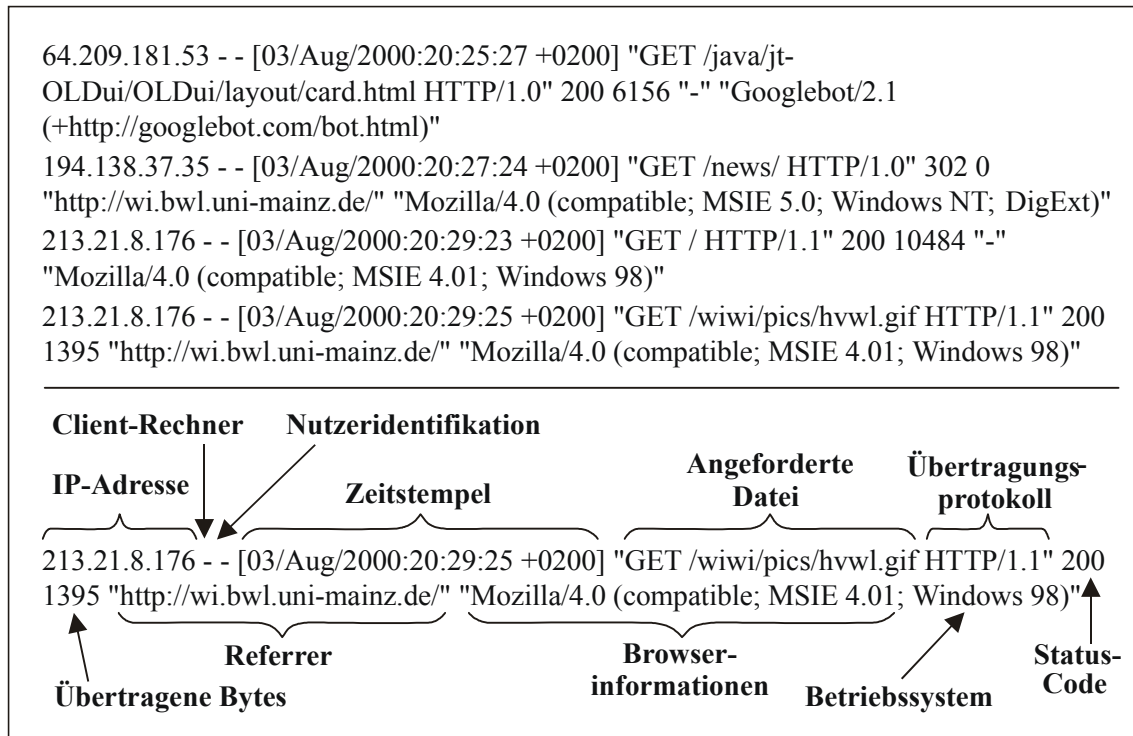 64.209.181.53 - - [03/Aug/2000:20:25:27 +0200] "GET /java/jt-
OLDui/OLDui/layout/card.html HTTP/1.0" 200 6156 "-" "Googlebot/2.1
(+http://googlebot.com/bot.html)"
194.138.37.35 - - [03/Aug/2000:20:27:24 +0200] "GET /news/ HTTP/1.0" 302 0
"http://wi.bwl.uni-mainz.de/" "Mozilla/4.0 (compatible; MSIE 5.0; Windows NT; DigExt)"
213.21.8.176 - - [03/Aug/2000:20:29:23 +0200] "GET / HTTP/1.1" 200 10484 "-"
"Mozilla/4.0 (compatible; MSIE 4.01; Windows 98)"
213.21.8.176 - - [03/Aug/2000:20:29:25 +0200] "GET /wiwi/pics/hvwl.gif HTTP/1.1" 200
1395 "http://wi.bwl.uni-mainz.de/" "Mozilla/4.0 (compatible; MSIE 4.01; Windows 98)"
Client-Rechner
Nutzeridentifikation
IP-Adresse
Zeitstempel
Angeforderte
Datei
Übertragungs-
protokoll
213.21.8.176 - - [03/Aug/2000:20:29:25 +0200] "GET /wiwi/pics/hvwl.gif HTTP/1.1" 200
1395 "http://wi.bwl.uni-mainz.de/" "Mozilla/4.0 (compatible; MSIE 4.01; Windows 98)"
Referrer
Browser-
informationen
Status-
Code
Übertragene Bytes
Betriebssystem